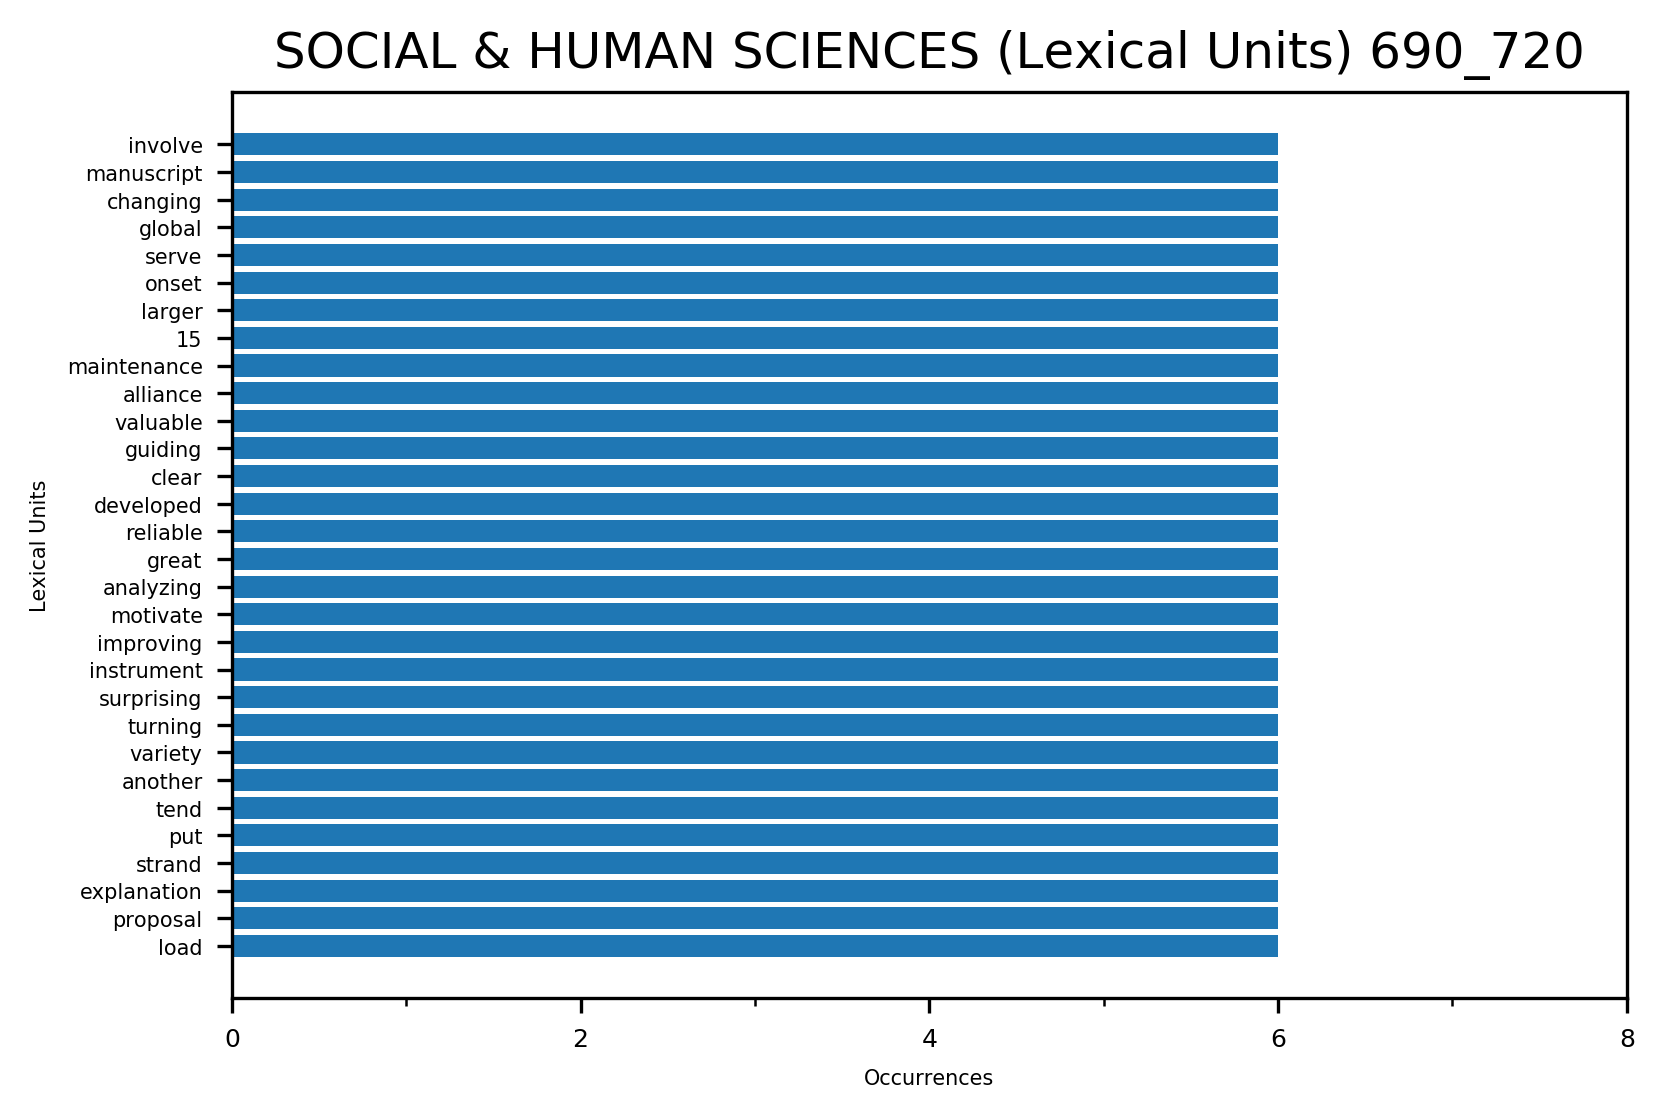 SOCIAL & HUMAN SCIENCES (Lexical Units) 690_720
involve
manuscript
changing
global
serve
onset
larger
15
maintenance
alliance
valuable
guiding
clear
developed
reliable
great
analyzing
motivate
improving
instrument
surprising
turning
variety
another
tend
put
strand
explanation
proposal
load
Lexical Units
0 2 4 6 8
Occurrences